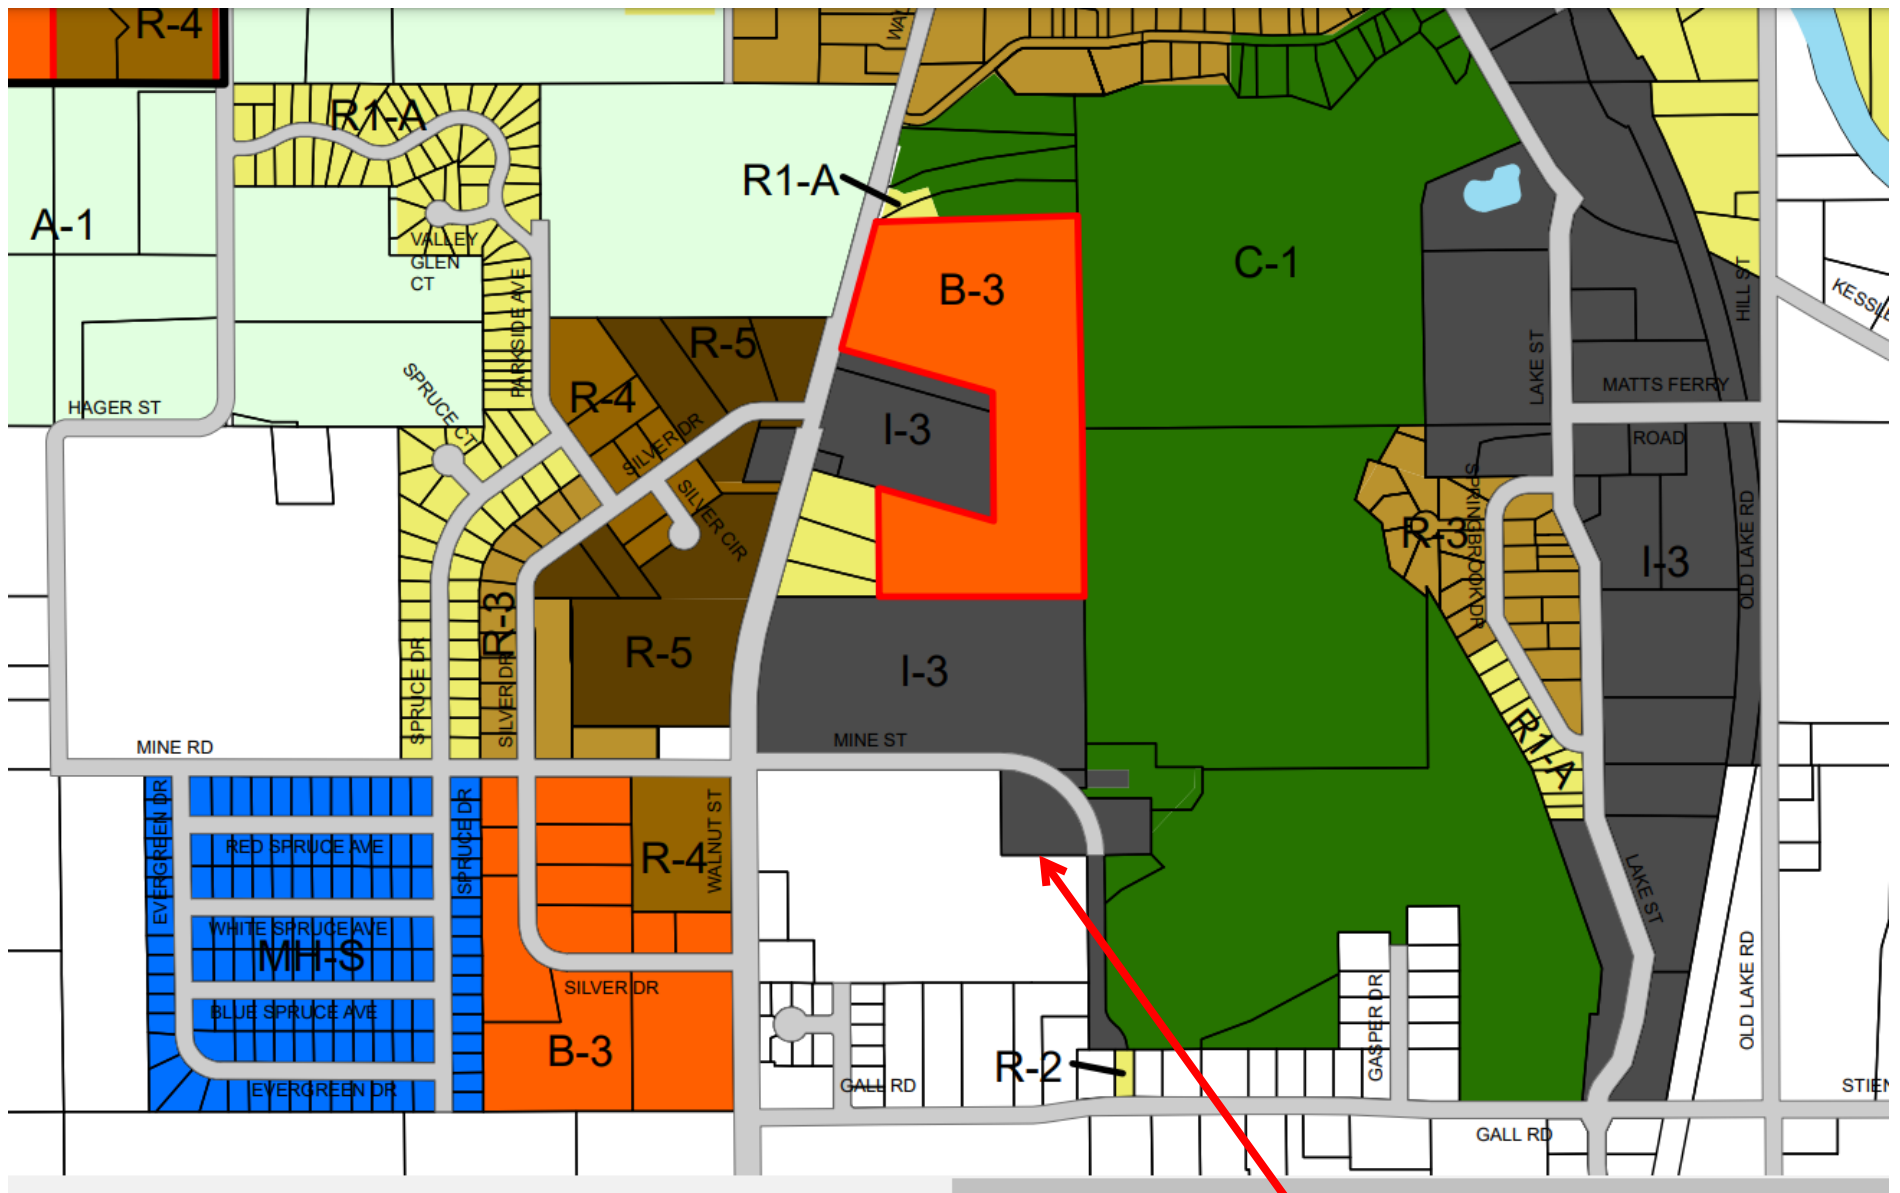 R-4
WAL
R1-A
R1-A
A-1
VALLEY
GLEN
CT
B-3
C-1
HILL ST
KESSLE
PARKSIDE AVE
R-5
SPRUCE CT
R-4
LAKE ST
MATTS FERRY
ROAD
HAGER ST
SILVER DR
I-3
SILVER CIR
SPRINGBROOK DR
R-3
I-3
OLD LAKE RD
R-3
R-5
I-3
SPRUCE DR
SILVER DR
MINE RD
MINE ST
R1-A
EVERGREEN DR
RED SPRUCE AVE
SPRUCE DR
R-4
WALNUT ST
LAKE ST
WHITE SPRUCE AVE
MH-S
BLUE SPRUCE AVE
EVERGREEN DR
SILVER DR
B-3
OLD LAKE RD
GASPER DR
R-2
GALL RD
STIEN
GALL RD